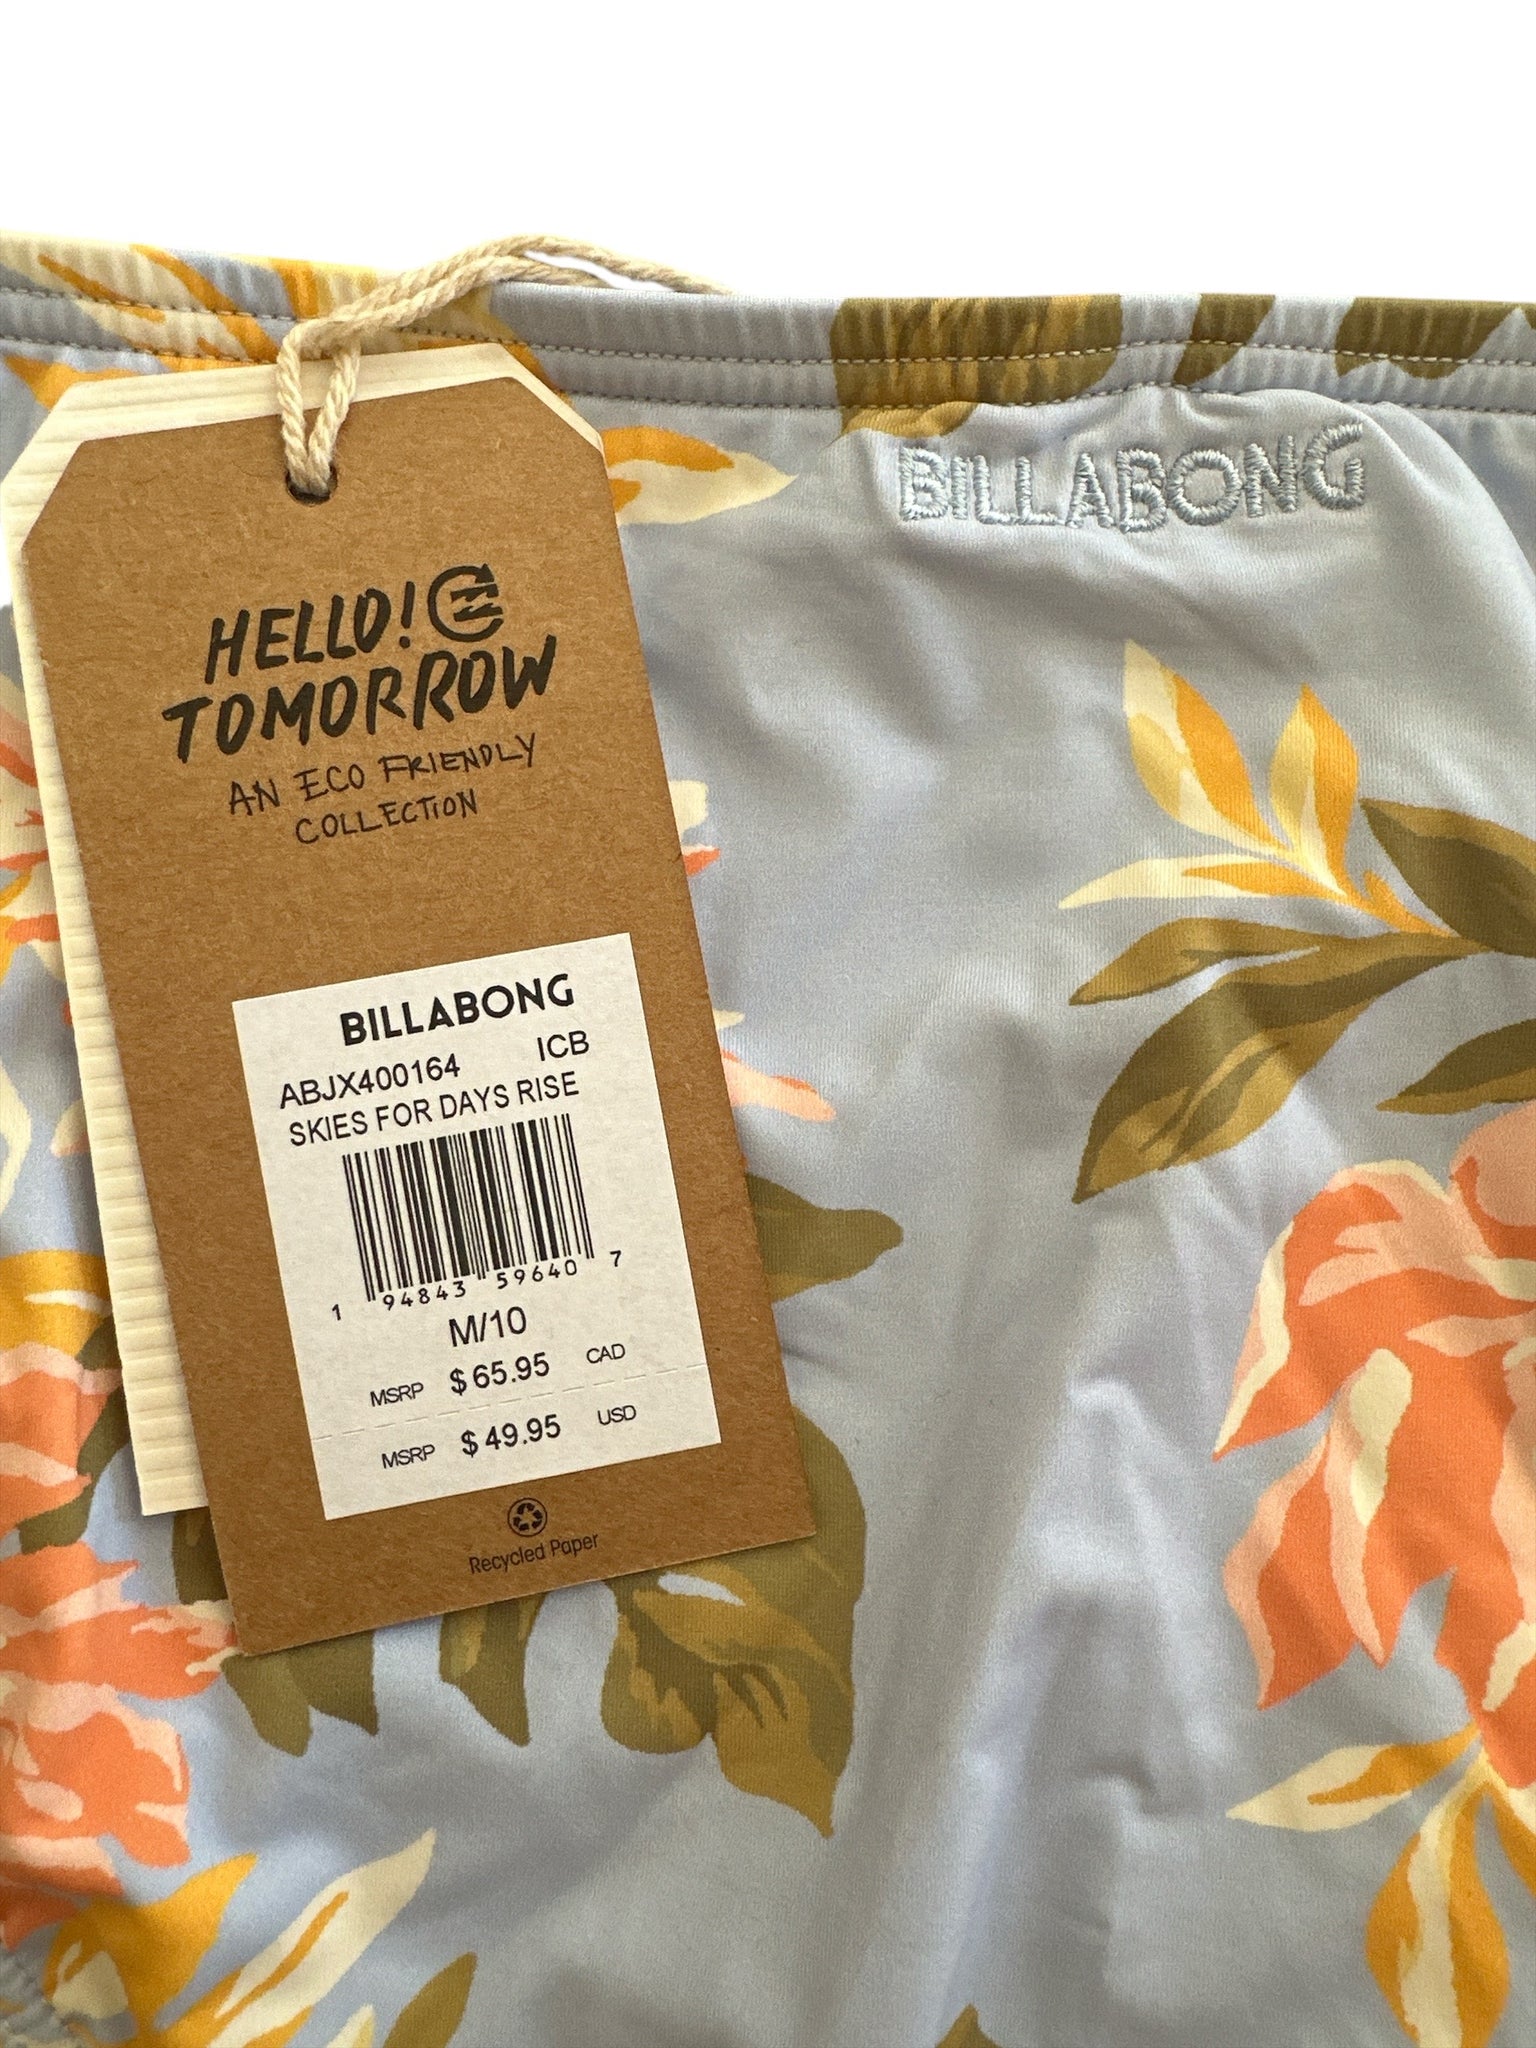 BILLABONG
HELLO!
TOMORROW
AN ECO FRIENDLY
COLLECTION
BILLABONG
ABJX400164 ICB
SKIES FOR DAYS RISE
1 94843 59640 7
M/10
MSRP $65.95 CAD
MSRP $49.95 USD
Recycled Paper